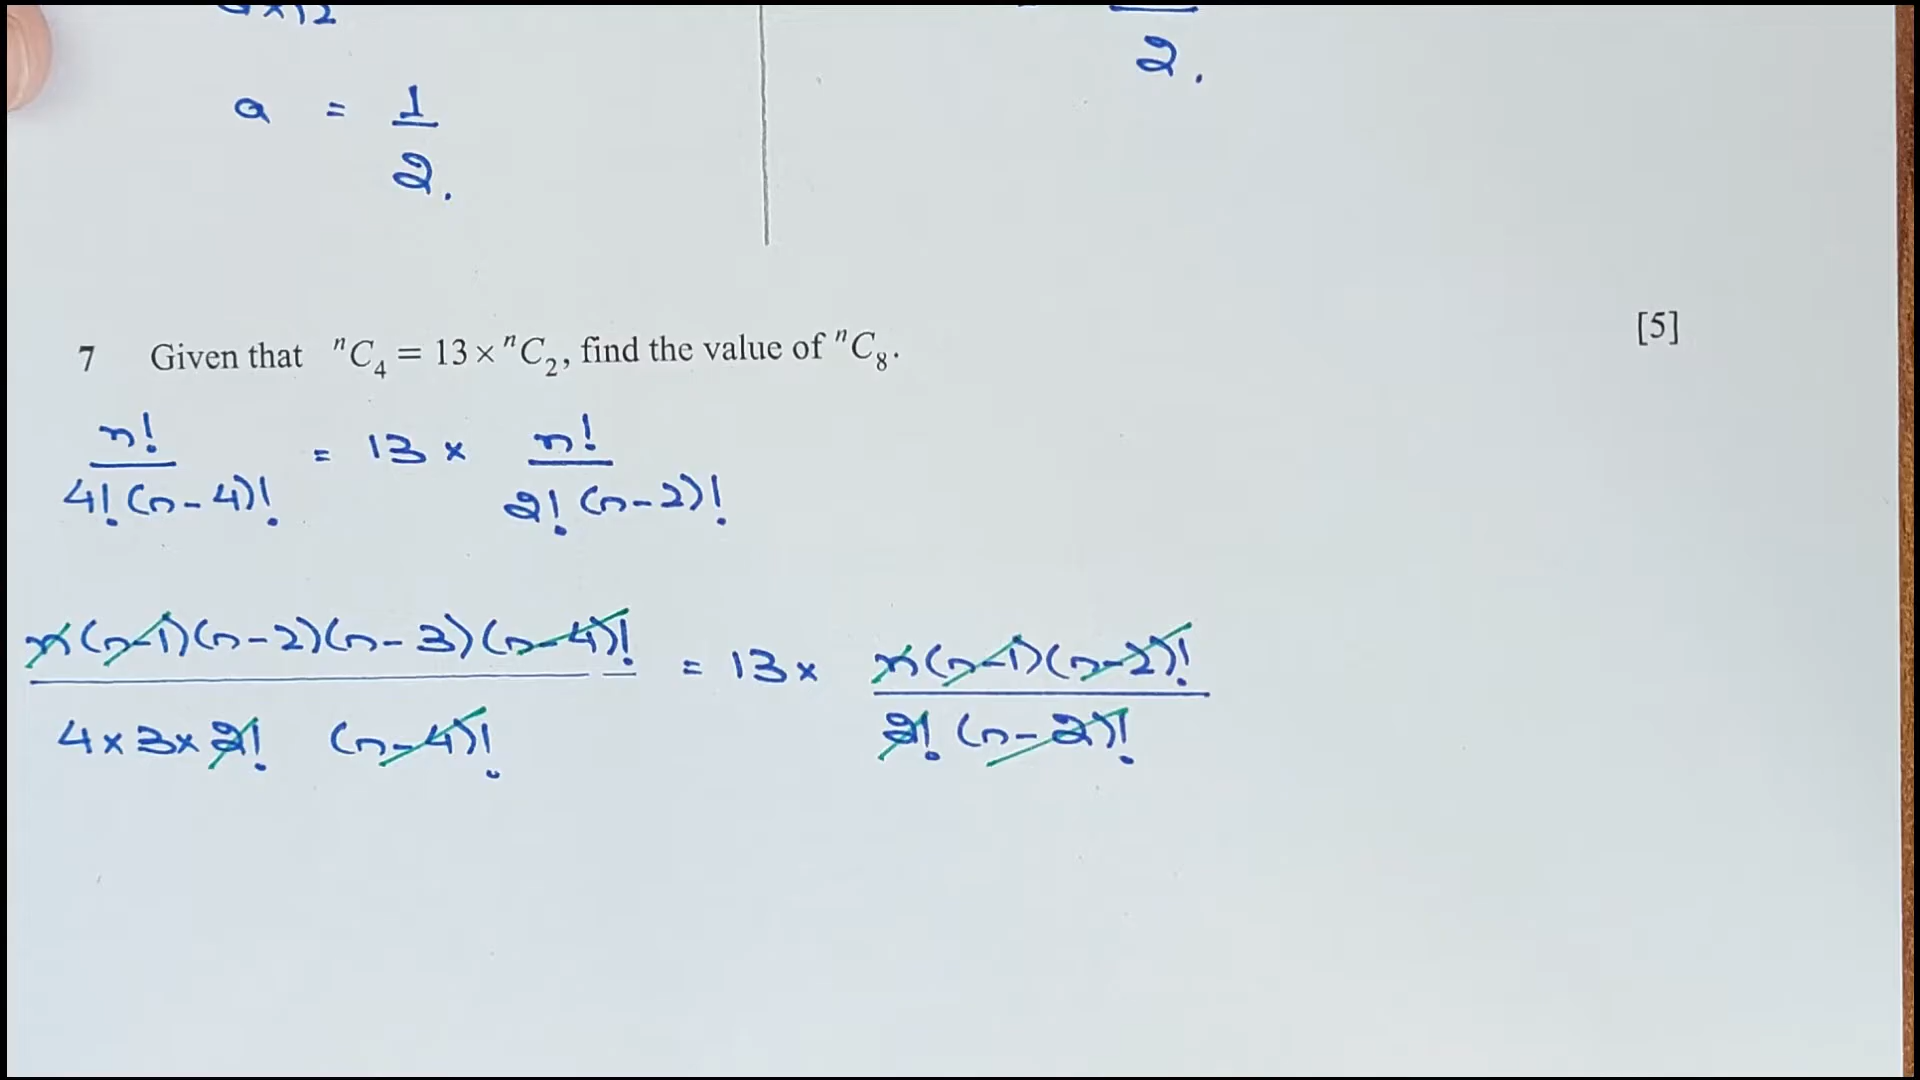 ×12
2.
a = 1/2.
7 Given that ⁿC₄ = 13 × ⁿC₂, find the value of ⁿC₈. [5]
n!/4!(n-4)! = 13 × n!/2!(n-2)!
n(n-1)(n-2)(n-3)(n-4)!/4×3×2! (n-4)! = 13 × n(n-1)(n-2)!/2!(n-2)!